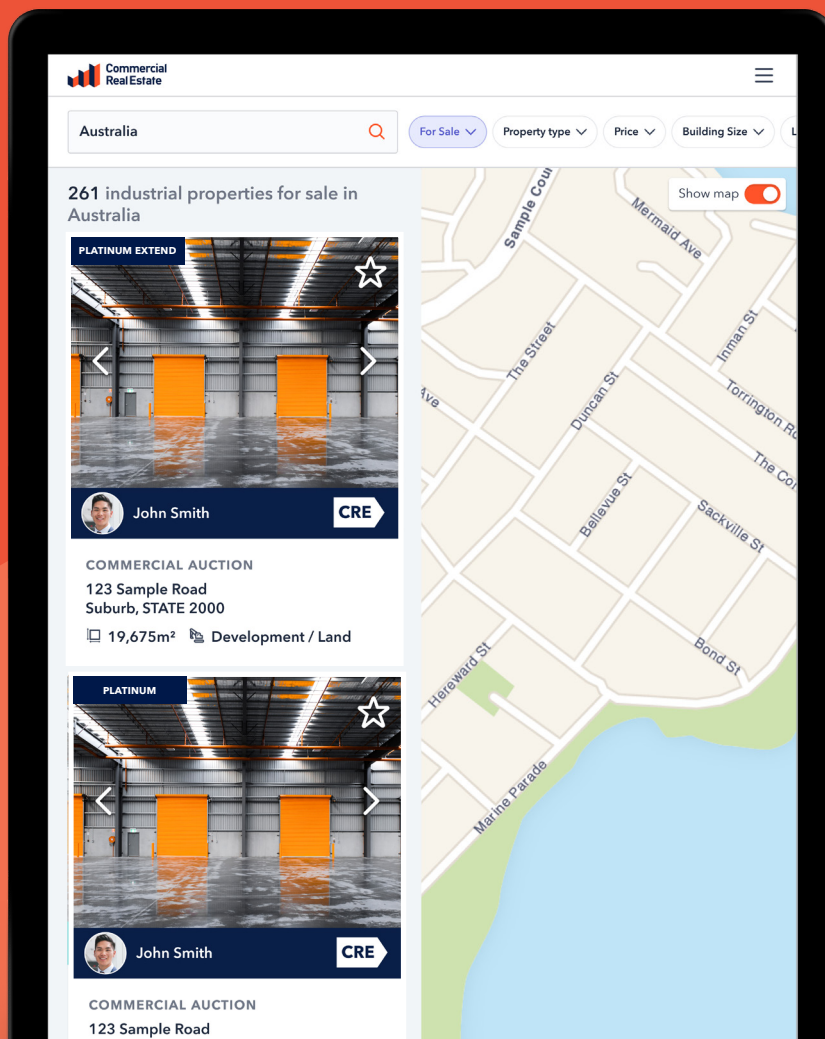 Commercial
Real Estate
Australia
For Sale
Property type
Price
Building Size
L
261 industrial properties for sale in
Australia
PLATINUM EXTEND
John Smith
CRE
COMMERCIAL AUCTION
123 Sample Road
Suburb, STATE 2000
19,675m² Development / Land
PLATINUM
John Smith
CRE
COMMERCIAL AUCTION
123 Sample Road
Show map
Sample Cou
Mermaid Ave
The Street
Inman St
Duncan St
Ave
Torrington Ro
The Co
Bellevue St
Sackville St
Hereward St
Bond St
Marine Parade